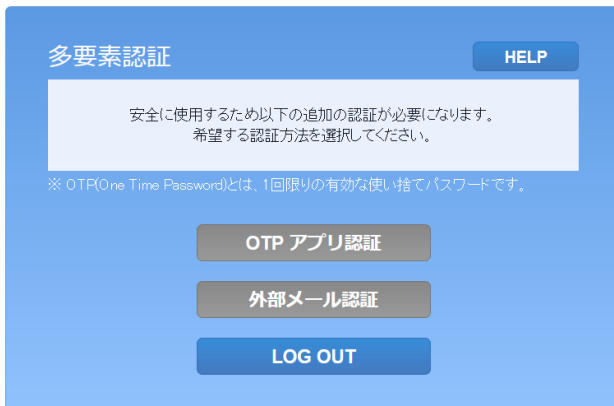 多要素認証
HELP
安全に使用するため以下の追加の認証が必要になります。
希望する認証方法を選択してください。
※ OTP(One Time Password)とは、1回限りの有効な使い捨てパスワードです。
OTP アプリ認証
外部メール認証
LOG OUT